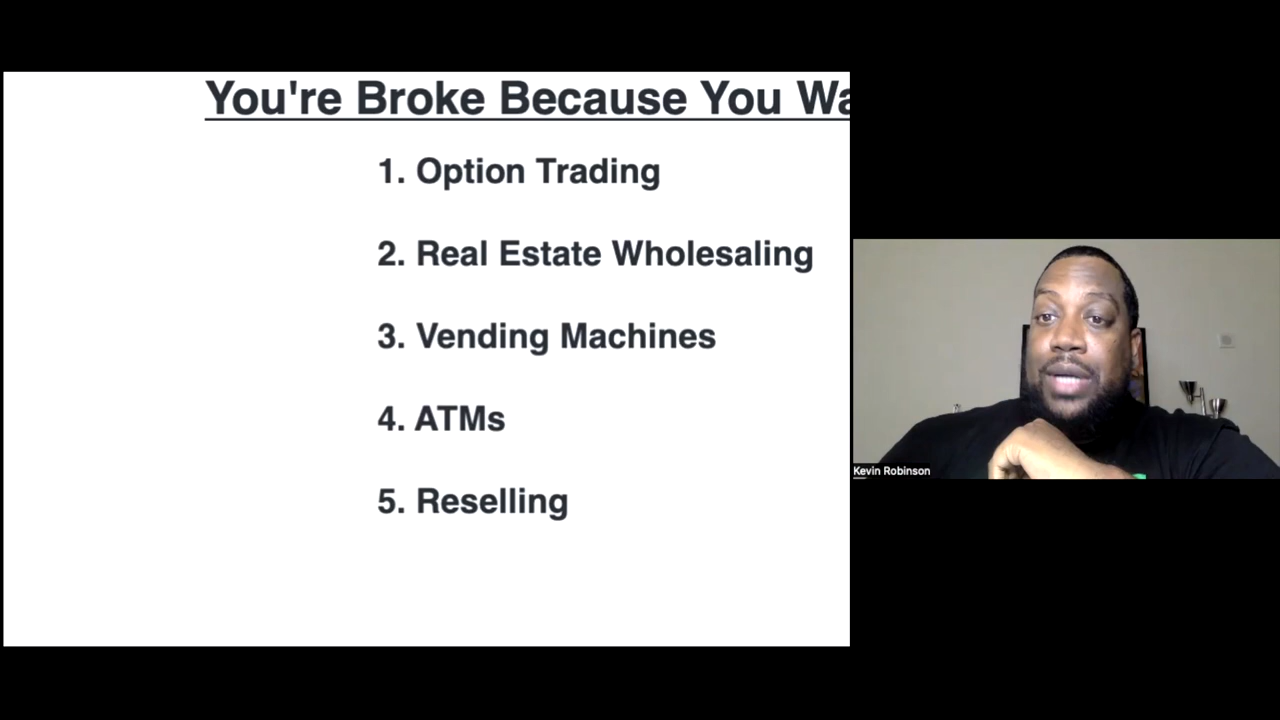 You're Broke Because You Wa
1. Option Trading
2. Real Estate Wholesaling
3. Vending Machines
4. ATMs
5. Reselling
Kevin Robinson